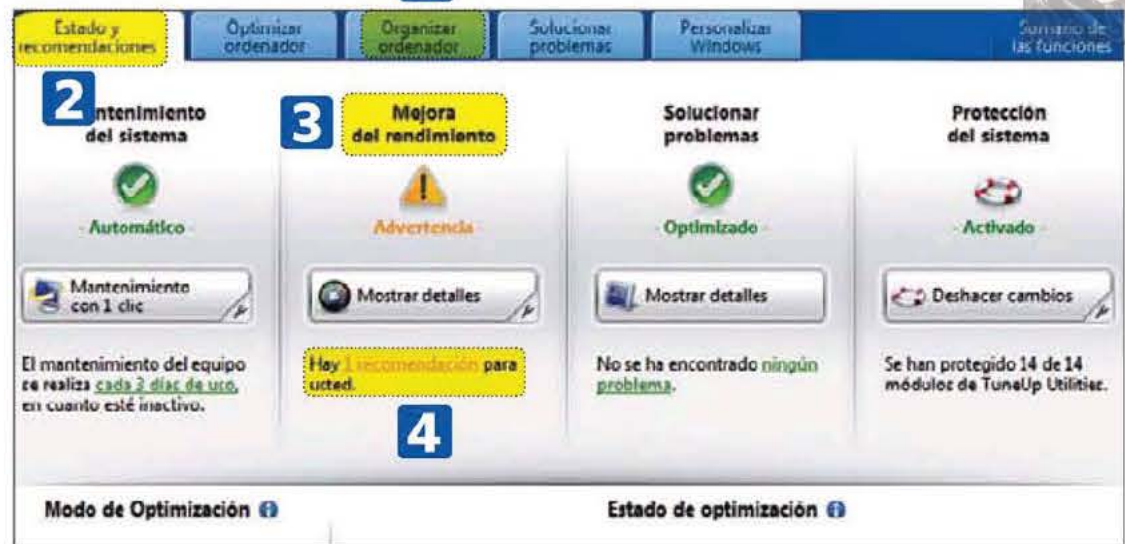 Estado y
recomendaciones
Optimizar
ordenador
Organizar
ordenador
Solucionar
problemas
Personalizar
Windows
Sumario de
las funciones
2
ntenimiento
del sistema
3
Mejora
del rendimiento
Solucionar
problemas
Protección
del sistema
Automático
Advertencia
Optimizado
Activado
Mantenimiento
con 1 clic
Mostrar detalles
Mostrar detalles
Deshacer cambios
El mantenimiento del equipo
se realiza cada 3 días de uso,
en cuanto esté inactivo.
Hay 1 recomendación para
usted.
No se ha encontrado ningún
problema.
Se han protegido 14 de 14
módulos de TuneUp Utilities.
4
Modo de Optimización
Estado de optimización